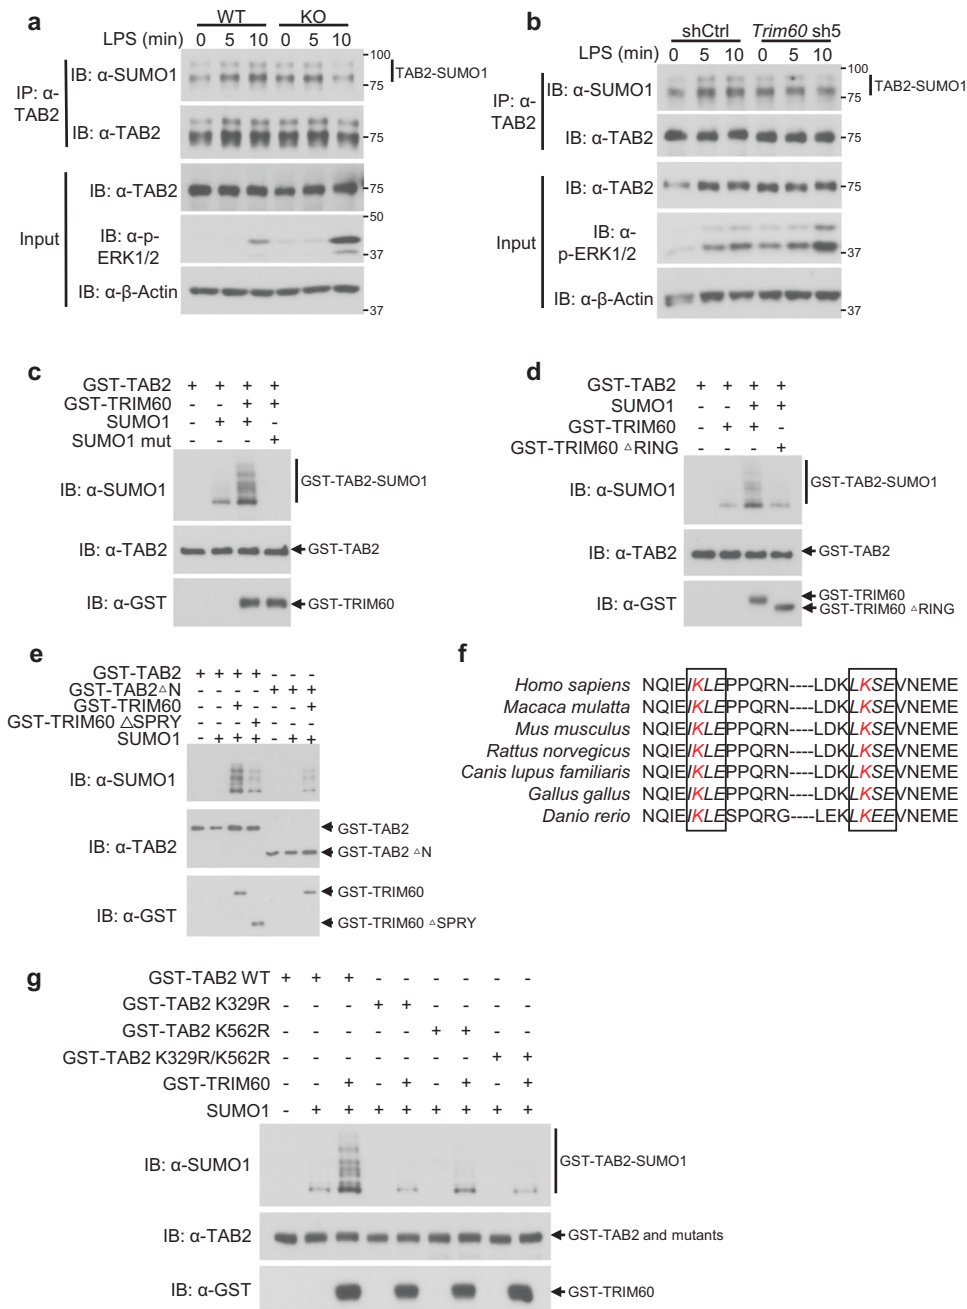 a
WT KO
LPS (min) 0 5 10 0 5 10
IP: α-TAB2
IB: α-SUMO1
100
75
TAB2-SUMO1
IB: α-TAB2
75
Input
IB: α-TAB2
75
50
IB: α-p-ERK1/2
37
IB: α-β-Actin
37
b
shCtrl Trim60 sh5
LPS (min) 0 5 10 0 5 10
IP: α-TAB2
IB: α-SUMO1
100
75
TAB2-SUMO1
IB: α-TAB2
75
Input
IB: α-TAB2
75
IB: α-p-ERK1/2
37
IB: α-β-Actin
37
c
GST-TAB2 + + + +
GST-TRIM60 - - + +
SUMO1 - + + -
SUMO1 mut - - - +
IB: α-SUMO1
GST-TAB2-SUMO1
IB: α-TAB2
GST-TAB2
IB: α-GST
GST-TRIM60
d
GST-TAB2 + + + +
SUMO1 - - + +
GST-TRIM60 - + + -
GST-TRIM60 △RING - - - +
IB: α-SUMO1
GST-TAB2-SUMO1
IB: α-TAB2
GST-TAB2
IB: α-GST
GST-TRIM60
GST-TRIM60 △RING
e
GST-TAB2 + + + + - - -
GST-TAB2△N - - - - + + +
GST-TRIM60 - - + - - - +
GST-TRIM60 △SPRY - - - + - - -
SUMO1 - + + + - - +
IB: α-SUMO1
IB: α-TAB2
GST-TAB2
GST-TAB2 △N
IB: α-GST
GST-TRIM60
GST-TRIM60 △SPRY
f
Homo sapiens NQIEIKLEPPQRN----LDKLKSEVNEME
Macaca mulatta NQIEIKLEPPQRN----LDKLKSEVNEME
Mus musculus NQIEIKLEPPQRN----LDKLKSEVNEME
Rattus norvegicus NQIEIKLEPPQRN----LDKLKSEVNEME
Canis lupus familiaris NQIEIKLEPPQRN----LDKLKSEVNEME
Gallus gallus NQIEIKLEPPQRN----LDKLKSEVNEME
Danio rerio NQIEIKLESPQRG----LEKLKEEVNEME
g
GST-TAB2 WT + + + - - - - - -
GST-TAB2 K329R - - - + + - - - -
GST-TAB2 K562R - - - - - + + - -
GST-TAB2 K329R/K562R - - - - - - - + +
GST-TRIM60 - - + - + - + - +
SUMO1 - + + + + + + + +
IB: α-SUMO1
GST-TAB2-SUMO1
IB: α-TAB2
GST-TAB2 and mutants
IB: α-GST
GST-TRIM60